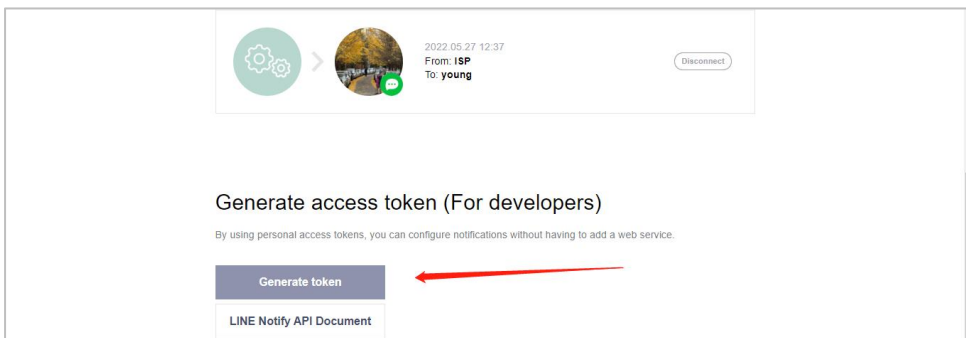 2022.05.27 12:37
From: ISP
To: young
Disconnect
Generate access token (For developers)
By using personal access tokens, you can configure notifications without having to add a web service.
Generate token
LINE Notify API Document